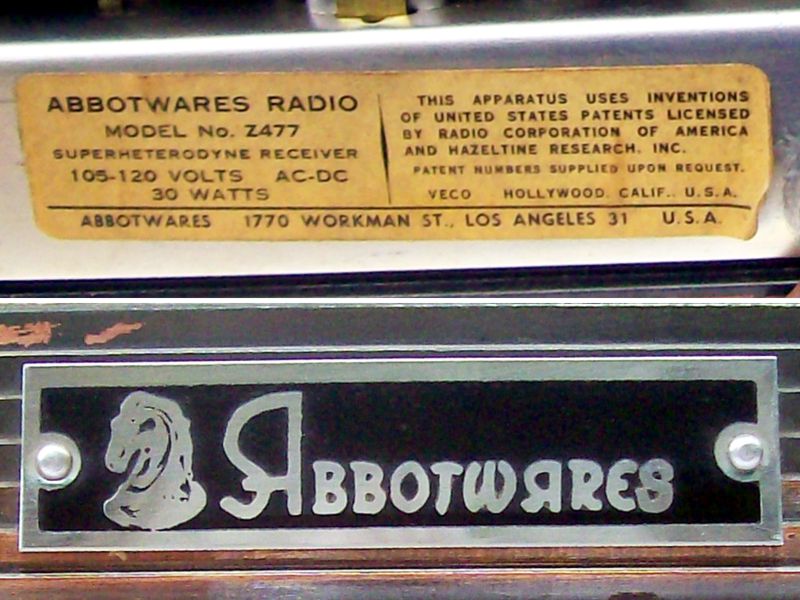 ABBOTWARES RADIO
MODEL No. Z477
SUPERHETERODYNE RECEIVER
105-120 VOLTS AC-DC
30 WATTS
THIS APPARATUS USES INVENTIONS
OF UNITED STATES PATENTS LICENSED
BY RADIO CORPORATION OF AMERICA
AND HAZELTINE RESEARCH. INC.
PATENT NUMBERS SUPPLIED UPON REQUEST.
VECO HOLLYWOOD. CALIF., U.S.A.
ABBOTWARES 1770 WORKMAN ST., LOS ANGELES 31 U.S.A.
ABBOTWARES